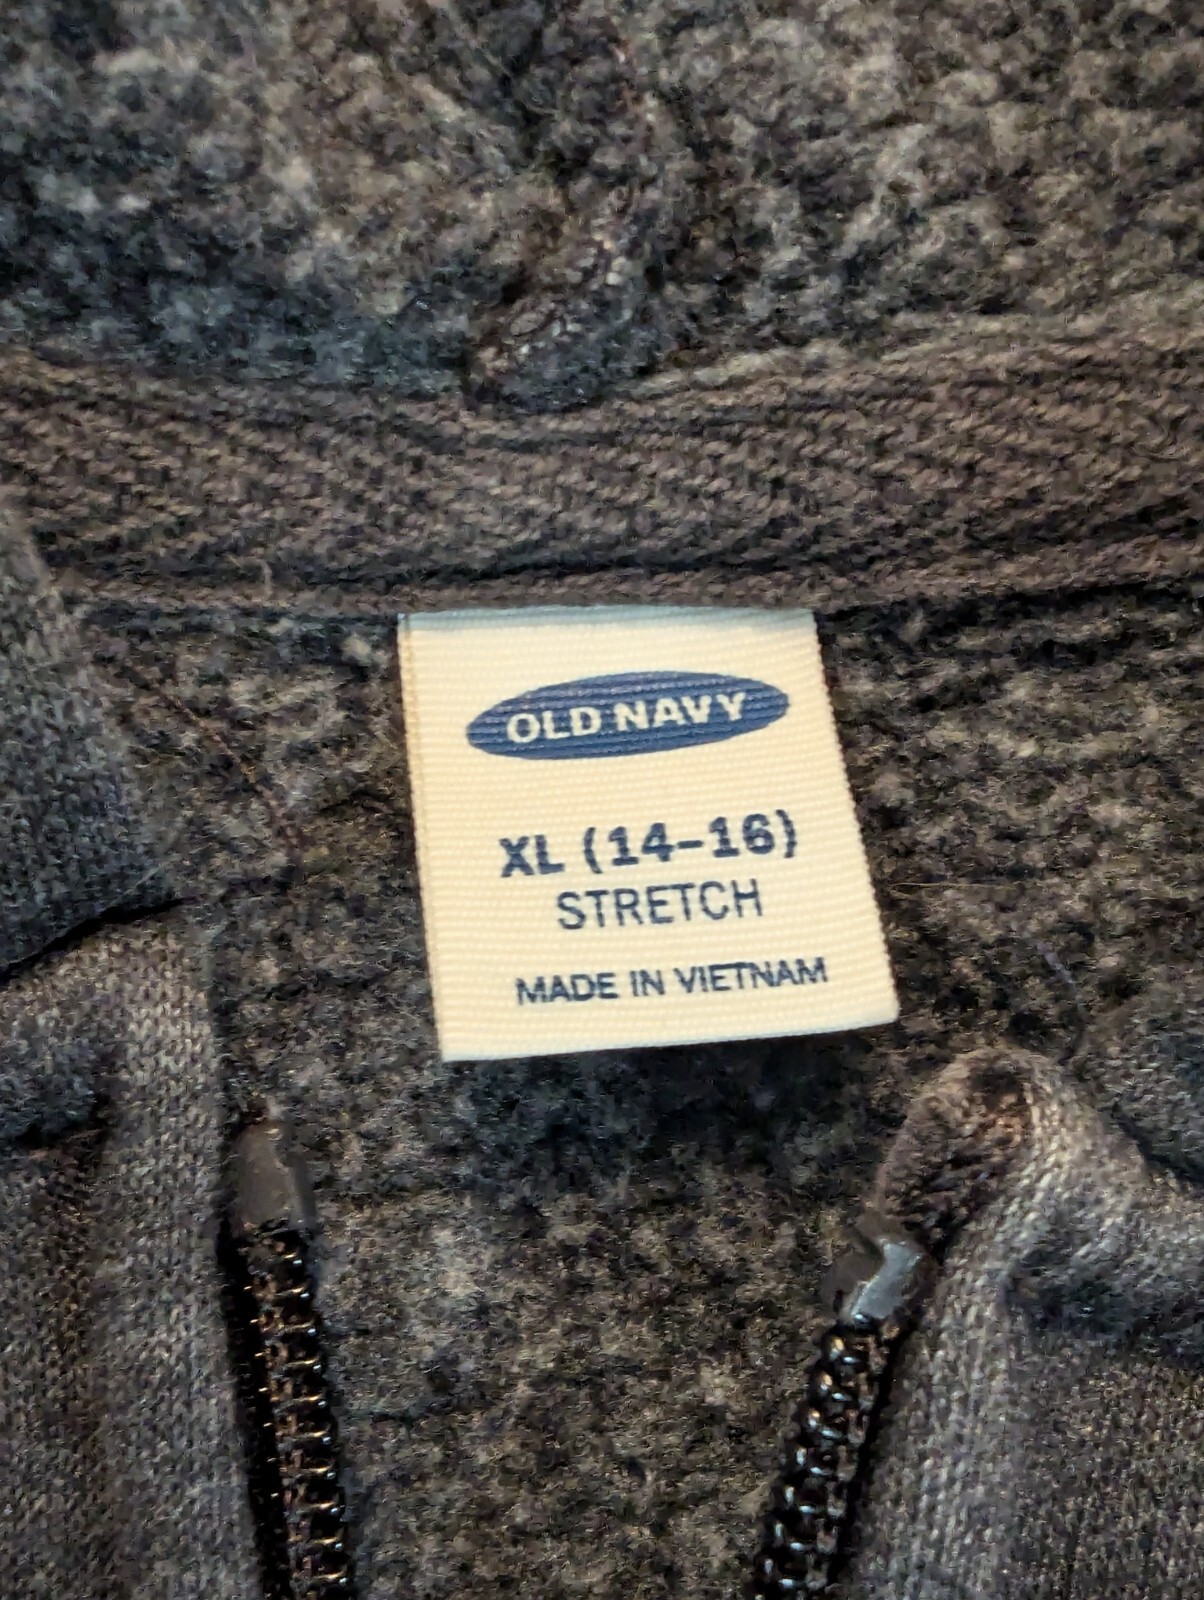 OLD NAVY
XL (14-16)
STRETCH
MADE IN VIETNAM